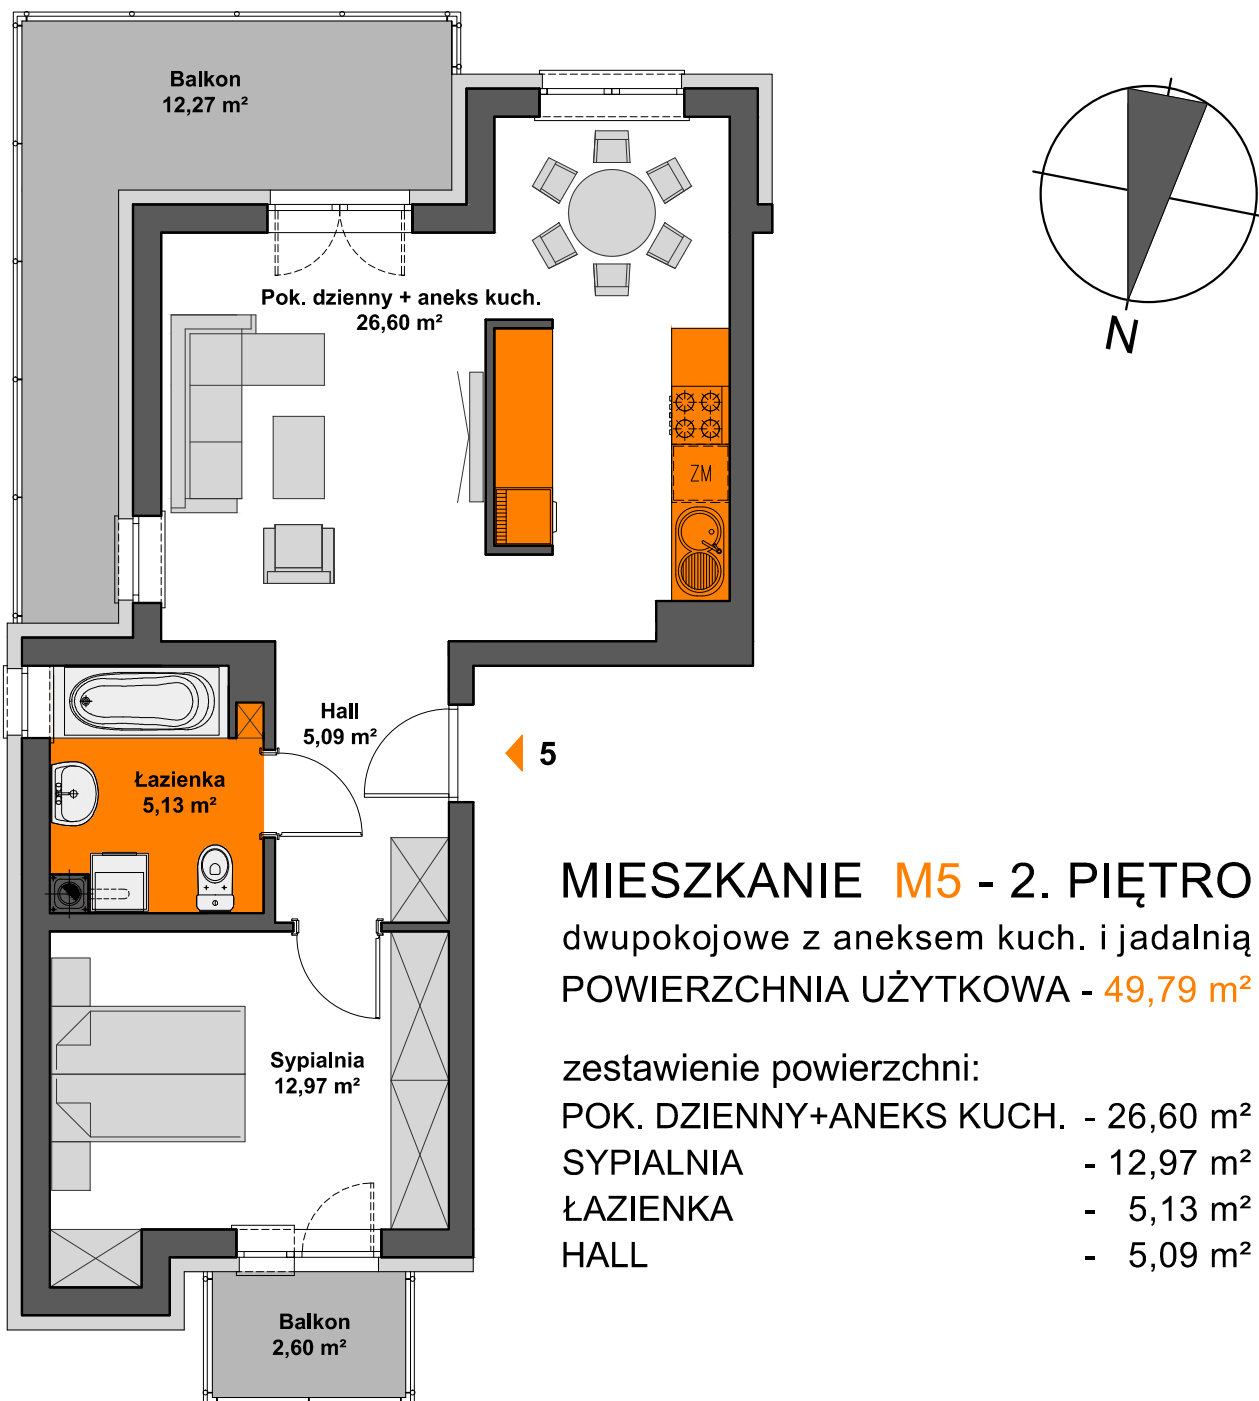 Balkon
12,27 m²
N
Pok. dzienny + aneks kuch.
26,60 m²
ZM
Hall
5,09 m²
5
Łazienka
5,13 m²
MIESZKANIE M5 - 2. PIĘTRO
dwupokojowe z aneksem kuch. i jadalnią
POWIERZCHNIA UŻYTKOWA - 49,79 m²
Sypialnia
12,97 m²
zestawienie powierzchni:
POK. DZIENNY+ANEKS KUCH. - 26,60 m²
SYPIALNIA - 12,97 m²
ŁAZIENKA - 5,13 m²
HALL - 5,09 m²
Balkon
2,60 m²